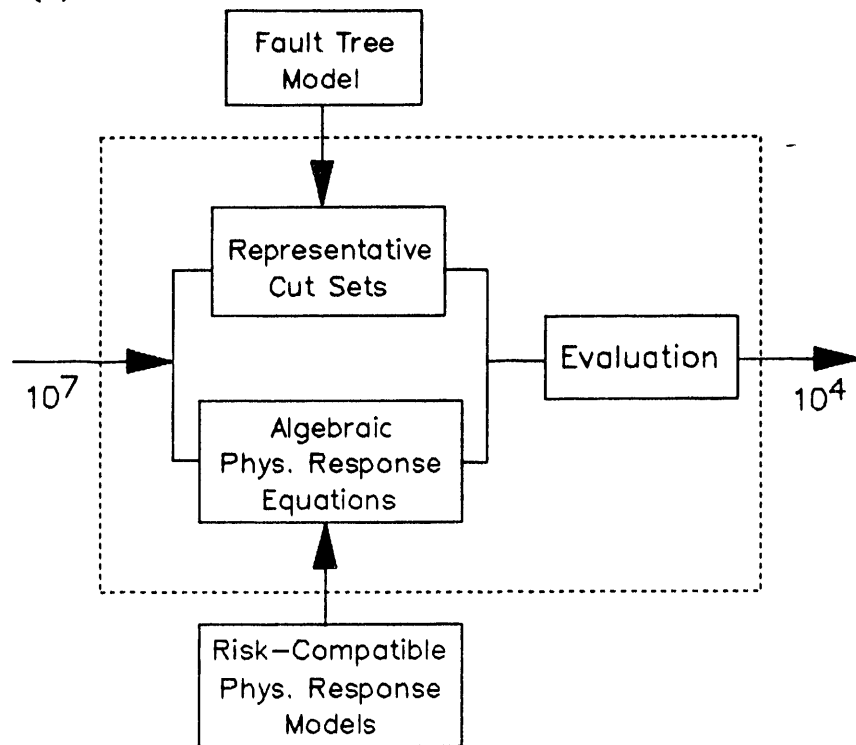 Fault Tree
Model
Representative
Cut Sets
Evaluation
10⁷
10⁴
Algebraic
Phys. Response
Equations
Risk-Compatible
Phys. Response
Models